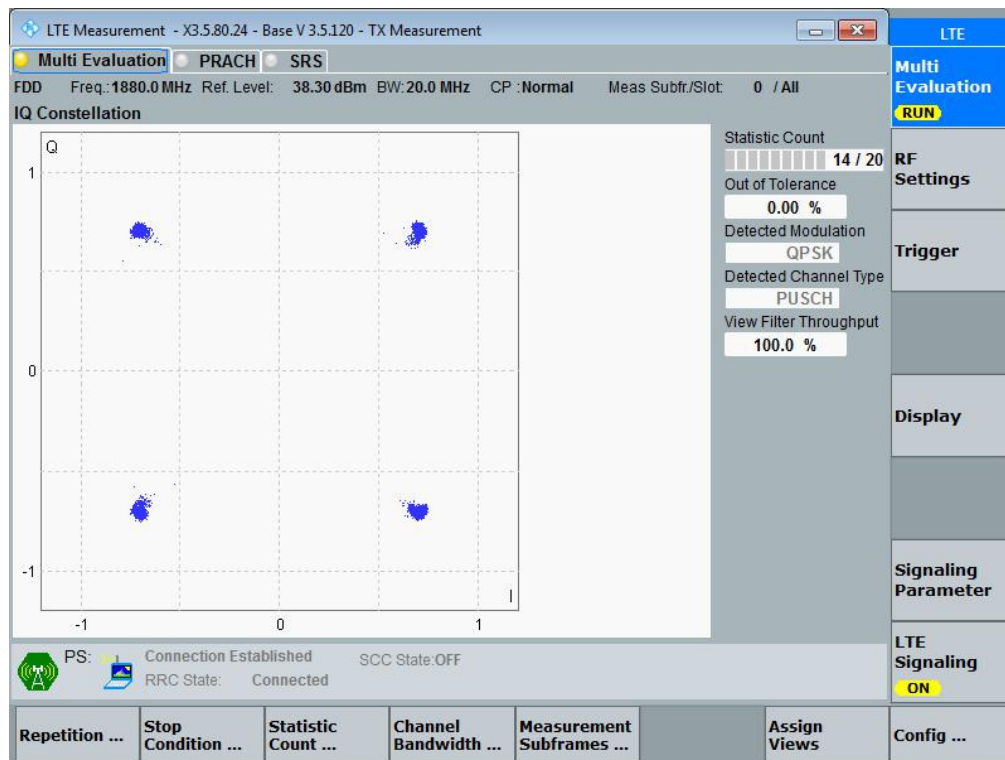 LTE Measurement - X3.5.80.24 - Base V 3.5.120 - TX Measurement
LTE
Multi Evaluation PRACH SRS
Multi
Evaluation
RUN
FDD Freq.:1880.0 MHz Ref. Level: 38.30 dBm BW:20.0 MHz CP :Normal Meas Subfr./Slot: 0 / All
IQ Constellation
Q
1
0
-1
I
-1 0 1
Statistic Count
14 / 20
Out of Tolerance
0.00 %
Detected Modulation
QPSK
Detected Channel Type
PUSCH
View Filter Throughput
100.0 %
RF
Settings
Trigger
Display
Signaling
Parameter
LTE
Signaling
ON
PS: Connection Established SCC State:OFF
RRC State: Connected
Repetition ...
Stop
Condition ...
Statistic
Count ...
Channel
Bandwidth ...
Measurement
Subframes ...
Assign
Views
Config ...